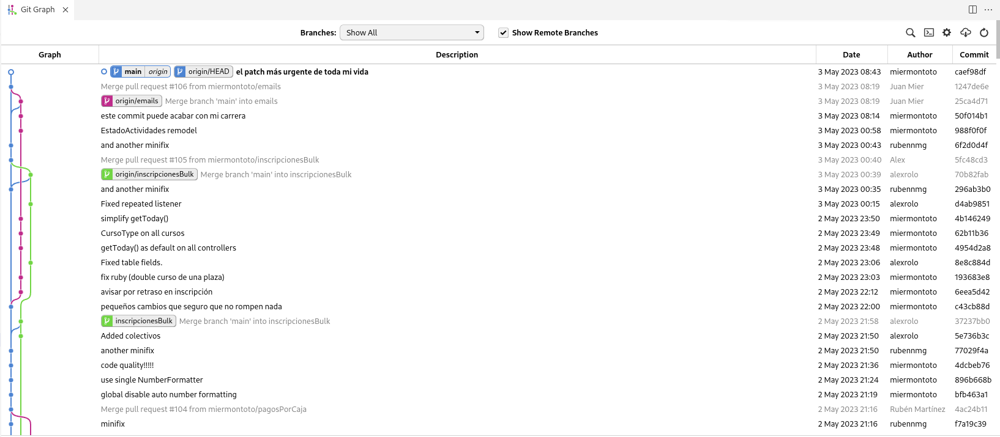 Git Graph
Branches: Show All Show Remote Branches
Graph Description Date Author Commit
main origin origin/HEAD el patch más urgente de toda mi vida 3 May 2023 08:43 miermontoto caef98df
Merge pull request #106 from miermontoto/emails 3 May 2023 08:19 Juan Mier 1247de6e
origin/emails Merge branch 'main' into emails 3 May 2023 08:19 Juan Mier 25ca4d71
este commit puede acabar con mi carrera 3 May 2023 08:14 miermontoto 50f014b1
EstadoActividades remodel 3 May 2023 00:58 miermontoto 988f0f0f
and another minifix 3 May 2023 00:43 rubennmg 6f2d0d4f
Merge pull request #105 from miermontoto/inscripcionesBulk 3 May 2023 00:40 Alex 5fc48cd3
origin/inscripcionesBulk Merge branch 'main' into inscripcionesBulk 3 May 2023 00:39 alexrolo 70b82fab
and another minifix 3 May 2023 00:35 rubennmg 296ab3b0
Fixed repeated listener 3 May 2023 00:15 alexrolo d4ab9851
simplify getToday() 2 May 2023 23:50 miermontoto 4b146249
CursoType on all cursos 2 May 2023 23:49 miermontoto 62b11b36
getToday() as default on all controllers 2 May 2023 23:48 miermontoto 4954d2a8
Fixed table fields. 2 May 2023 23:06 alexrolo 8e8c884d
fix ruby (double curso de una plaza) 2 May 2023 23:03 miermontoto 193683e8
avisar por retraso en inscripción 2 May 2023 22:12 miermontoto 6eea5d42
pequeños cambios que seguro que no rompen nada 2 May 2023 22:00 miermontoto c43cb88d
inscripcionesBulk Merge branch 'main' into inscripcionesBulk 2 May 2023 21:58 alexrolo 37237bb0
Added colectivos 2 May 2023 21:50 alexrolo 5e736b3c
another minifix 2 May 2023 21:50 rubennmg 77029f4a
code quality!!!!! 2 May 2023 21:36 miermontoto 4dcbeb76
use single NumberFormatter 2 May 2023 21:24 miermontoto 896b668b
global disable auto number formatting 2 May 2023 21:19 miermontoto bfb463a1
Merge pull request #104 from miermontoto/pagosPorCaja 2 May 2023 21:16 Rubén Martínez 4ac24b11
minifix 2 May 2023 21:16 rubennmg f7a19c39